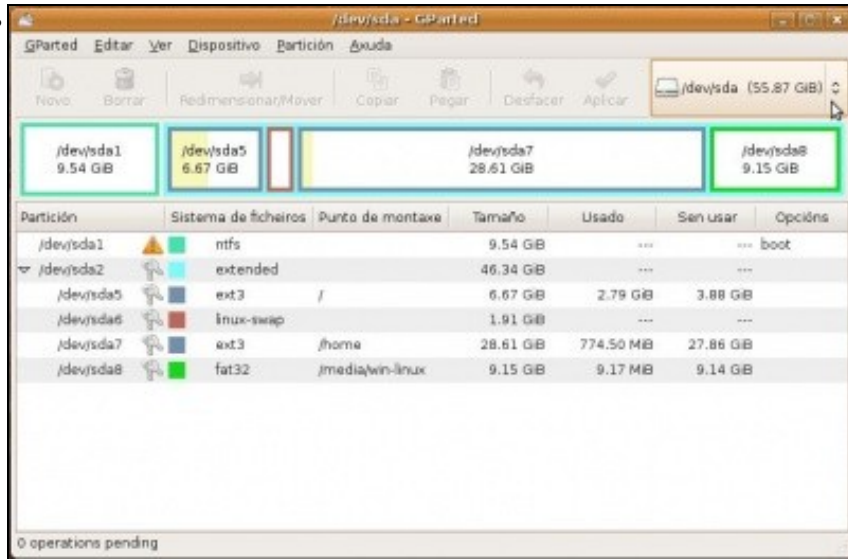 /dev/sda - GParted
GParted Editar Ver Dispositivo Partición Axuda
Novo Borrar Redimensionar/Mover Copiar Pegar Desfacer Aplicar /dev/sda (55.87 GiB)
/dev/sda1 /dev/sda5 /dev/sda7 /dev/sda8
9.54 GiB 6.67 GiB 28.61 GiB 9.15 GiB
Partición Sistema de ficheiros Punto de montaxe Tamaño Usado Sen usar Opcións
/dev/sda1 ntfs 9.54 GiB --- --- boot
/dev/sda2 extended 46.34 GiB --- ---
/dev/sda5 ext3 / 6.67 GiB 2.79 GiB 3.88 GiB
/dev/sda6 linux-swap 1.91 GiB --- ---
/dev/sda7 ext3 /home 28.61 GiB 774.50 MiB 27.86 GiB
/dev/sda8 fat32 /media/win-linux 9.15 GiB 9.17 MiB 9.14 GiB
0 operations pending